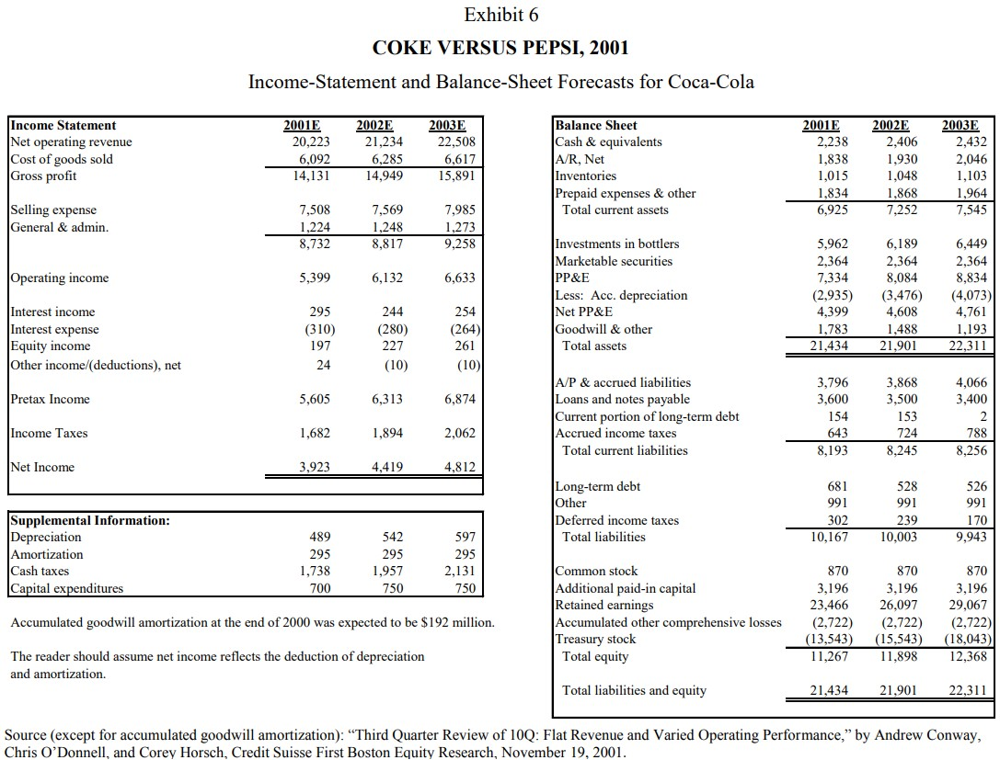 Exhibit 6
COKE VERSUS PEPSI, 2001
Income-Statement and Balance-Sheet Forecasts for Coca-Cola
Income Statement 2001E 2002E 2003E
Net operating revenue 20,223 21,234 22,508
Cost of goods sold 6,092 6,285 6,617
Gross profit 14,131 14,949 15,891
Selling expense 7,508 7,569 7,985
General & admin. 1,224 1,248 1,273
8,732 8,817 9,258
Operating income 5,399 6,132 6,633
Interest income 295 244 254
Interest expense (310) (280) (264)
Equity income 197 227 261
Other income/(deductions), net 24 (10) (10)
Pretax Income 5,605 6,313 6,874
Income Taxes 1,682 1,894 2,062
Net Income 3,923 4,419 4,812
Supplemental Information:
Depreciation 489 542 597
Amortization 295 295 295
Cash taxes 1,738 1,957 2,131
Capital expenditures 700 750 750
Accumulated goodwill amortization at the end of 2000 was expected to be $192 million.
The reader should assume net income reflects the deduction of depreciation
and amortization.
Balance Sheet 2001E 2002E 2003E
Cash & equivalents 2,238 2,406 2,432
A/R, Net 1,838 1,930 2,046
Inventories 1,015 1,048 1,103
Prepaid expenses & other 1,834 1,868 1,964
Total current assets 6,925 7,252 7,545
Investments in bottlers 5,962 6,189 6,449
Marketable securities 2,364 2,364 2,364
PP&E 7,334 8,084 8,834
Less: Acc. depreciation (2,935) (3,476) (4,073)
Net PP&E 4,399 4,608 4,761
Goodwill & other 1,783 1,488 1,193
Total assets 21,434 21,901 22,311
A/P & accrued liabilities 3,796 3,868 4,066
Loans and notes payable 3,600 3,500 3,400
Current portion of long-term debt 154 153 2
Accrued income taxes 643 724 788
Total current liabilities 8,193 8,245 8,256
Long-term debt 681 528 526
Other 991 991 991
Deferred income taxes 302 239 170
Total liabilities 10,167 10,003 9,943
Common stock 870 870 870
Additional paid-in capital 3,196 3,196 3,196
Retained earnings 23,466 26,097 29,067
Accumulated other comprehensive losses (2,722) (2,722) (2,722)
Treasury stock (13,543) (15,543) (18,043)
Total equity 11,267 11,898 12,368
Total liabilities and equity 21,434 21,901 22,311
Source (except for accumulated goodwill amortization): “Third Quarter Review of 10Q: Flat Revenue and Varied Operating Performance,” by Andrew Conway,
Chris O’Donnell, and Corey Horsch, Credit Suisse First Boston Equity Research, November 19, 2001.